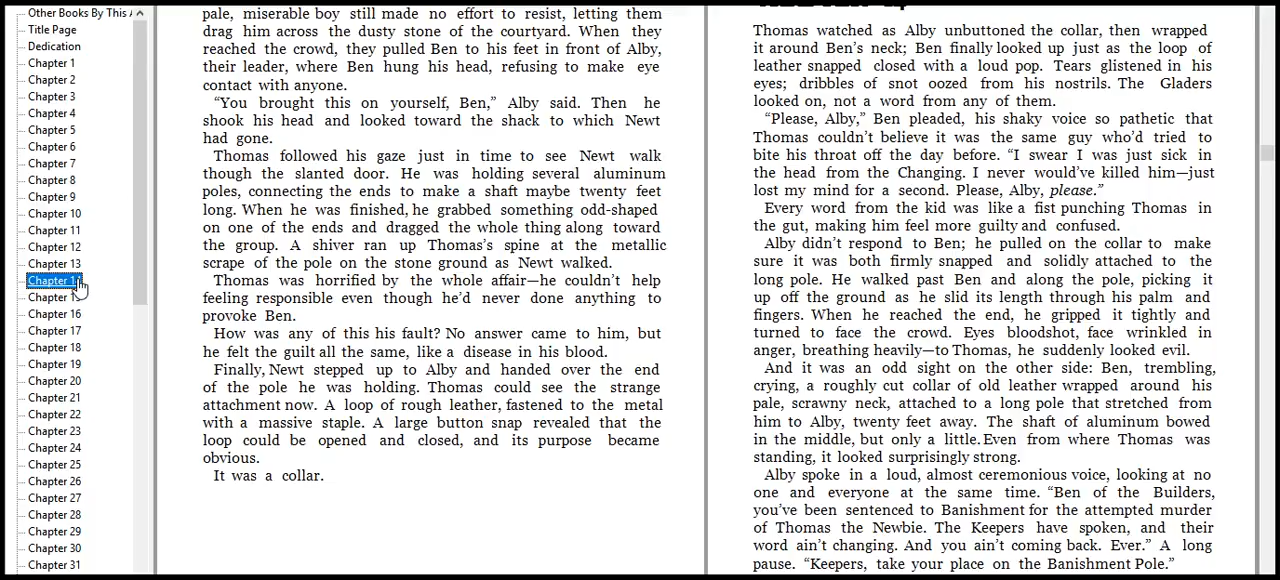 Other Books By This A
Title Page
Dedication
Chapter 1
Chapter 2
Chapter 3
Chapter 4
Chapter 5
Chapter 6
Chapter 7
Chapter 8
Chapter 9
Chapter 10
Chapter 11
Chapter 12
Chapter 13
Chapter 1
Chapter 1
Chapter 16
Chapter 17
Chapter 18
Chapter 19
Chapter 20
Chapter 21
Chapter 22
Chapter 23
Chapter 24
Chapter 25
Chapter 26
Chapter 27
Chapter 28
Chapter 29
Chapter 30
Chapter 31
pale, miserable boy still made no effort to resist, letting them
drag him across the dusty stone of the courtyard. When they
reached the crowd, they pulled Ben to his feet in front of Alby,
their leader, where Ben hung his head, refusing to make eye
contact with anyone.
“You brought this on yourself, Ben,” Alby said. Then he
shook his head and looked toward the shack to which Newt
had gone.
Thomas followed his gaze just in time to see Newt walk
though the slanted door. He was holding several aluminum
poles, connecting the ends to make a shaft maybe twenty feet
long. When he was finished, he grabbed something odd-shaped
on one of the ends and dragged the whole thing along toward
the group. A shiver ran up Thomas’s spine at the metallic
scrape of the pole on the stone ground as Newt walked.
Thomas was horrified by the whole affair—he couldn’t help
feeling responsible even though he’d never done anything to
provoke Ben.
How was any of this his fault? No answer came to him, but
he felt the guilt all the same, like a disease in his blood.
Finally, Newt stepped up to Alby and handed over the end
of the pole he was holding. Thomas could see the strange
attachment now. A loop of rough leather, fastened to the metal
with a massive staple. A large button snap revealed that the
loop could be opened and closed, and its purpose became
obvious.
It was a collar.
Thomas watched as Alby unbuttoned the collar, then wrapped
it around Ben’s neck; Ben finally looked up just as the loop of
leather snapped closed with a loud pop. Tears glistened in his
eyes; dribbles of snot oozed from his nostrils. The Gladers
looked on, not a word from any of them.
“Please, Alby,” Ben pleaded, his shaky voice so pathetic that
Thomas couldn’t believe it was the same guy who’d tried to
bite his throat off the day before. “I swear I was just sick in
the head from the Changing. I never would’ve killed him—just
lost my mind for a second. Please, Alby, please.”
Every word from the kid was like a fist punching Thomas in
the gut, making him feel more guilty and confused.
Alby didn’t respond to Ben; he pulled on the collar to make
sure it was both firmly snapped and solidly attached to the
long pole. He walked past Ben and along the pole, picking it
up off the ground as he slid its length through his palm and
fingers. When he reached the end, he gripped it tightly and
turned to face the crowd. Eyes bloodshot, face wrinkled in
anger, breathing heavily—to Thomas, he suddenly looked evil.
And it was an odd sight on the other side: Ben, trembling,
crying, a roughly cut collar of old leather wrapped around his
pale, scrawny neck, attached to a long pole that stretched from
him to Alby, twenty feet away. The shaft of aluminum bowed
in the middle, but only a little. Even from where Thomas was
standing, it looked surprisingly strong.
Alby spoke in a loud, almost ceremonious voice, looking at no
one and everyone at the same time. “Ben of the Builders,
you’ve been sentenced to Banishment for the attempted murder
of Thomas the Newbie. The Keepers have spoken, and their
word ain’t changing. And you ain’t coming back. Ever.” A long
pause. “Keepers, take your place on the Banishment Pole.”